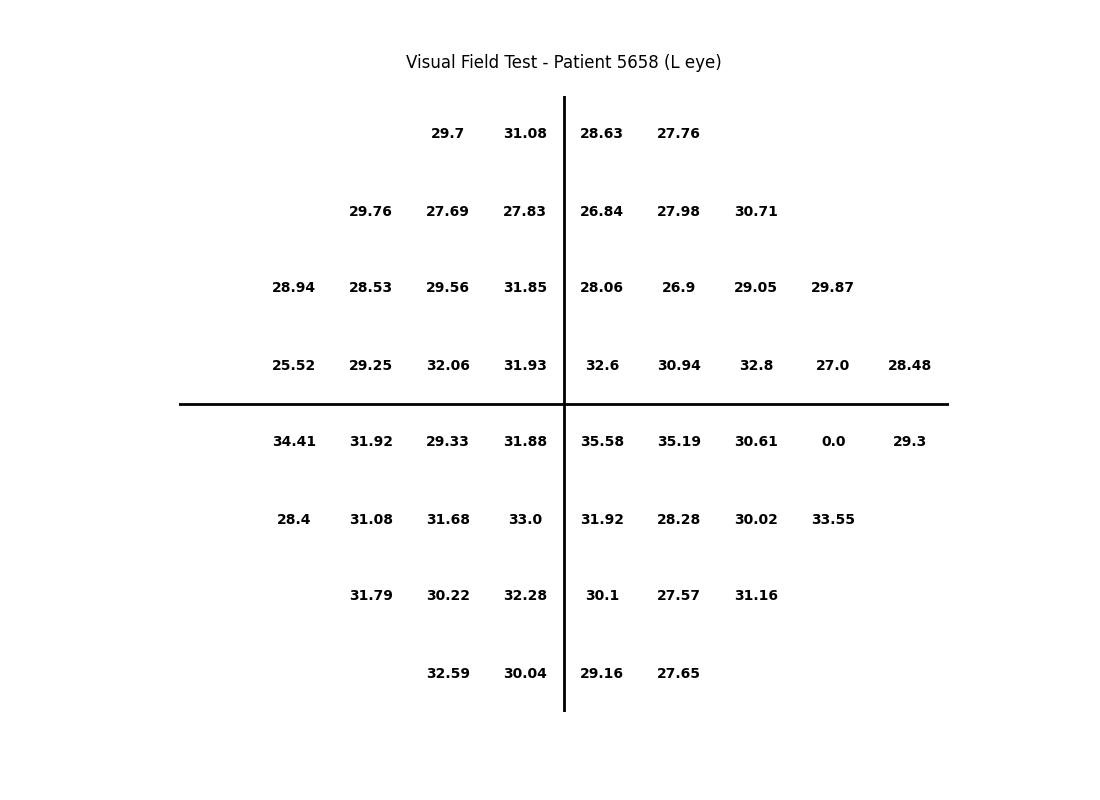 Visual Field Test - Patient 5658 (L eye)
29.7 31.08 28.63 27.76
29.76 27.69 27.83 26.84 27.98 30.71
28.94 28.53 29.56 31.85 28.06 26.9 29.05 29.87
25.52 29.25 32.06 31.93 32.6 30.94 32.8 27.0 28.48
34.41 31.92 29.33 31.88 35.58 35.19 30.61 0.0 29.3
28.4 31.08 31.68 33.0 31.92 28.28 30.02 33.55
31.79 30.22 32.28 30.1 27.57 31.16
32.59 30.04 29.16 27.65